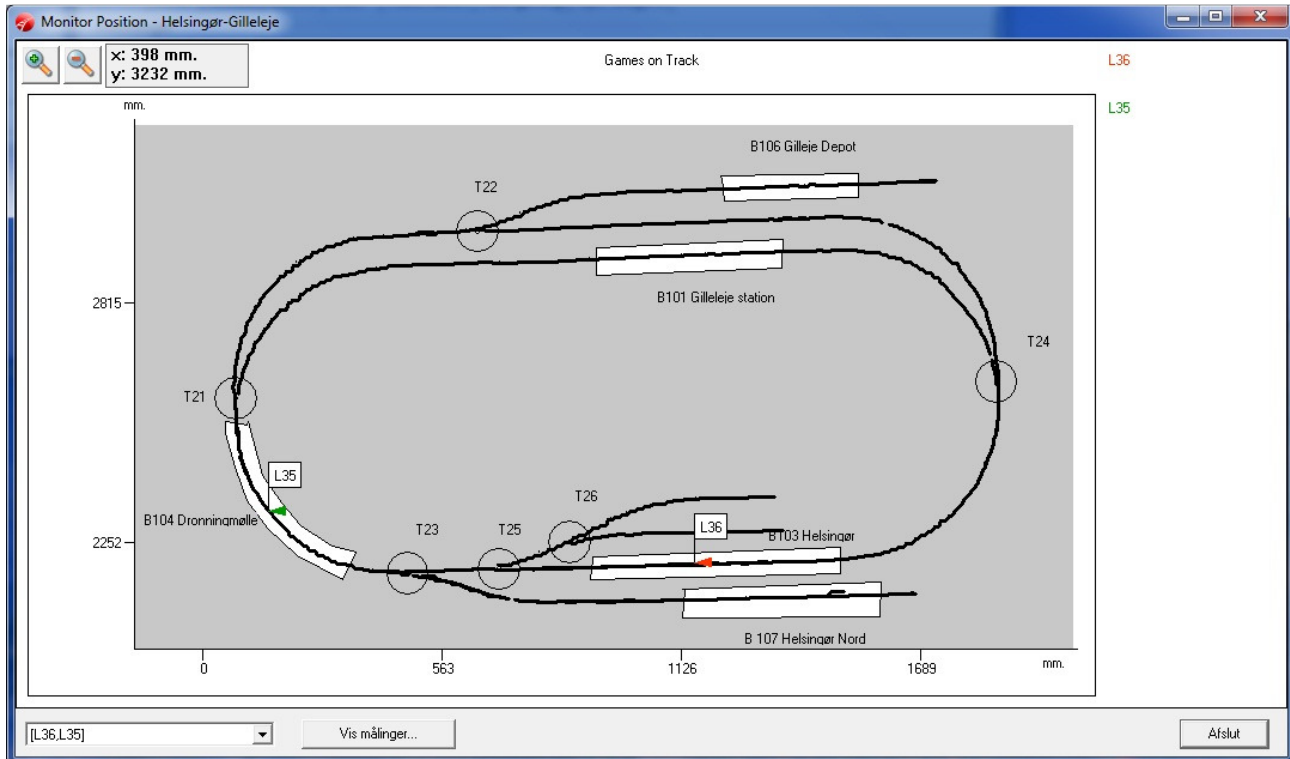 Monitor Position - Helsingør-Gilleleje
x: 398 mm.
y: 3232 mm.
Games on Track
L36
L35
mm.
B106 Gilleje Depot
T22
2815
B101 Gilleleje station
T24
T21
L35
T26
B104 Dronningmølle
T23
T25
L36
B103 Helsingør
2252
B 107 Helsingør Nord
0
563
1126
1689
mm.
[L36,L35]
Vis målinger...
Afslut